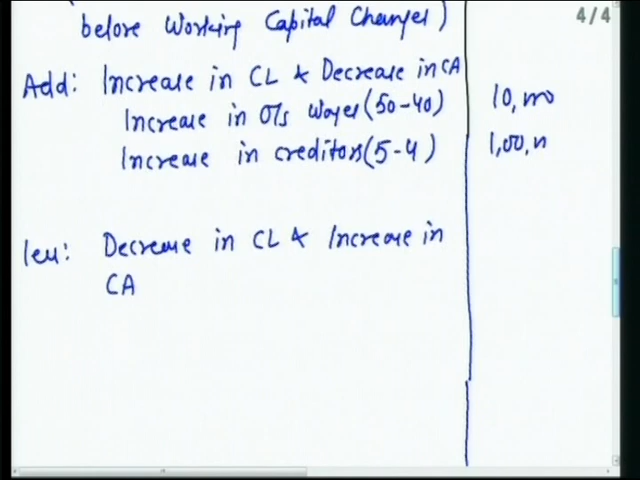 before Working Capital Changes)
4/4
Add: Increase in CL & Decrease in CA
Increase in O/s Wages (50-40) 10,000
Increase in creditors (5-4) 1,00,
less: Decrease in CL & Increase in
CA